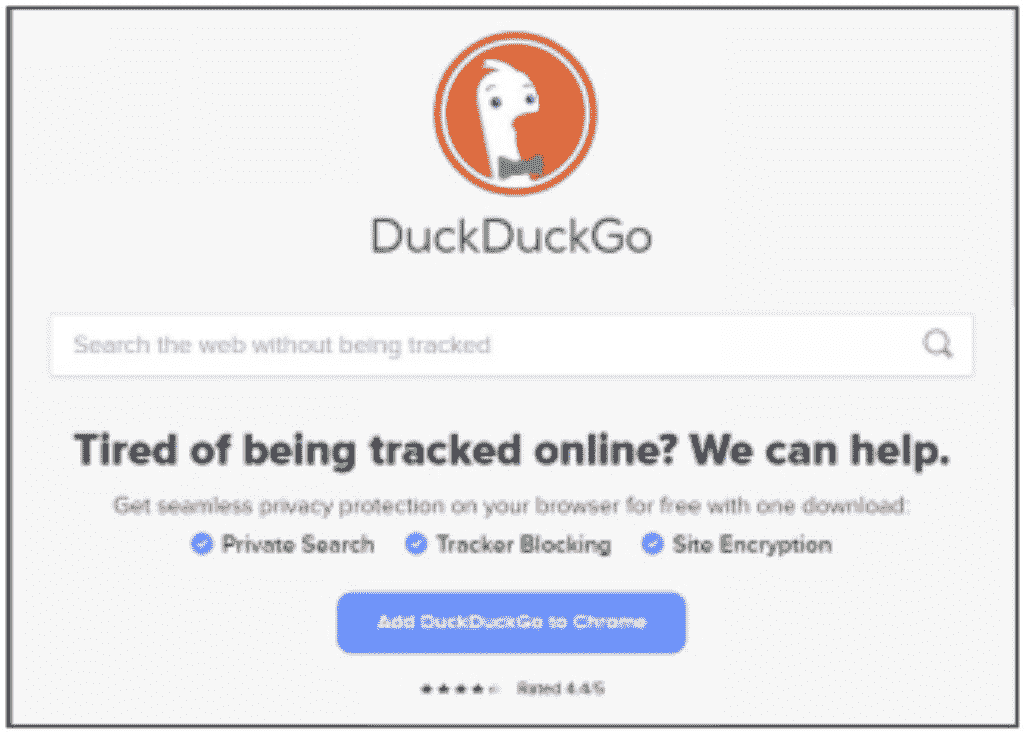 DuckDuckGo
Search the web without being tracked
Tired of being tracked online? We can help.
Get seamless privacy protection on your browser for free with one download:
Private Search Tracker Blocking Site Encryption
Add DuckDuckGo to Chrome
Rated 4.4/5